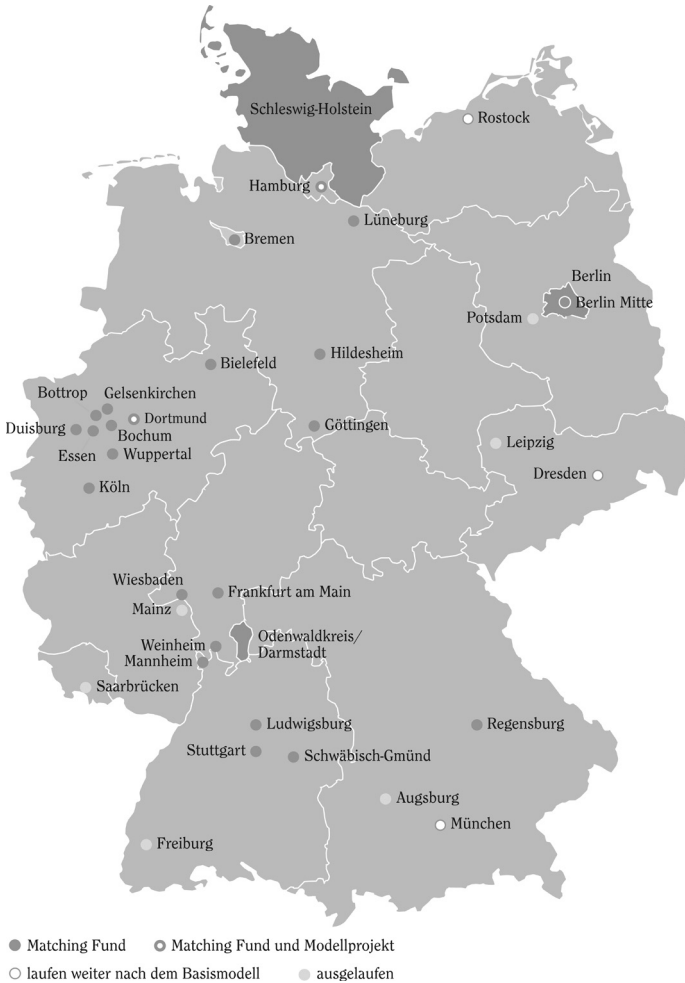 Schleswig-Holstein
Rostock
Hamburg
Lüneburg
Bremen
Berlin
Berlin Mitte
Potsdam
Hildesheim
Bielefeld
Bottrop
Gelsenkirchen
Dortmund
Duisburg
Bochum
Göttingen
Essen
Wuppertal
Leipzig
Dresden
Köln
Wiesbaden
Frankfurt am Main
Mainz
Odenwaldkreis/
Darmstadt
Weinheim
Mannheim
Saarbrücken
Ludwigsburg
Regensburg
Stuttgart
Schwäbisch-Gmünd
Augsburg
München
Freiburg
Matching Fund
Matching Fund und Modellprojekt
laufen weiter nach dem Basismodell
ausgelaufen